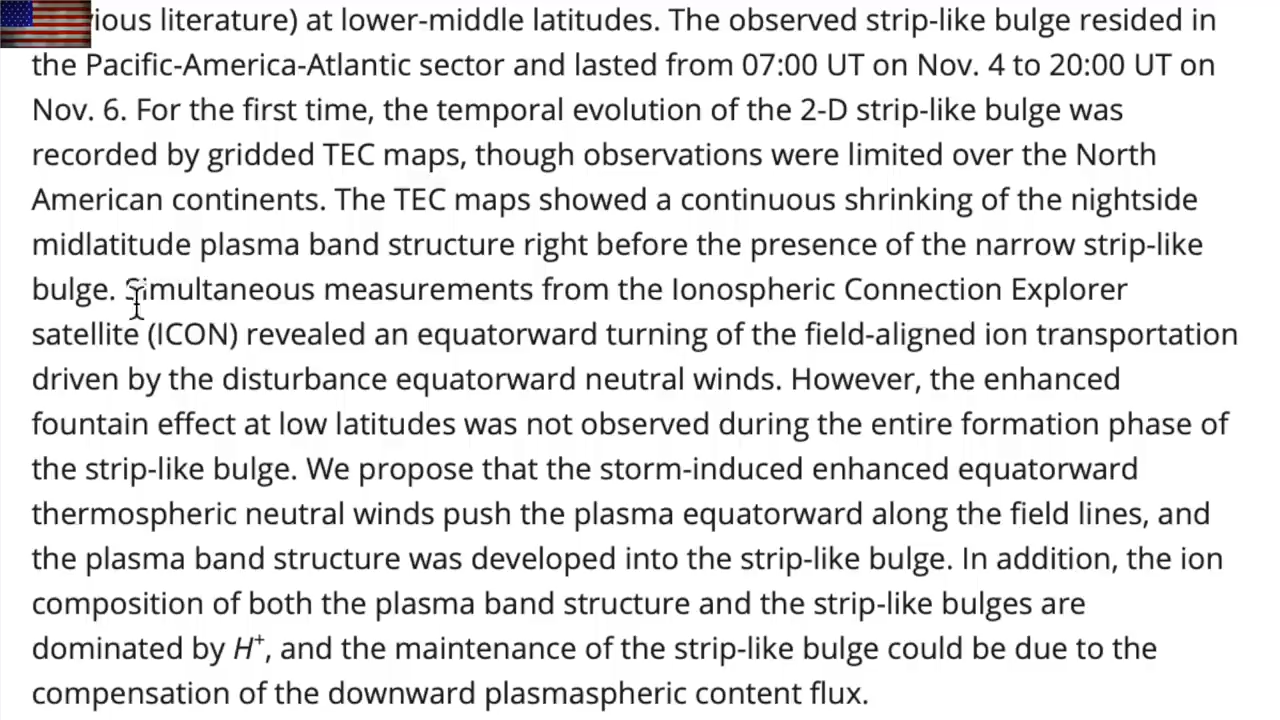 ious literature) at lower-middle latitudes. The observed strip-like bulge resided in
the Pacific-America-Atlantic sector and lasted from 07:00 UT on Nov. 4 to 20:00 UT on
Nov. 6. For the first time, the temporal evolution of the 2-D strip-like bulge was
recorded by gridded TEC maps, though observations were limited over the North
American continents. The TEC maps showed a continuous shrinking of the nightside
midlatitude plasma band structure right before the presence of the narrow strip-like
bulge. Simultaneous measurements from the Ionospheric Connection Explorer
satellite (ICON) revealed an equatorward turning of the field-aligned ion transportation
driven by the disturbance equatorward neutral winds. However, the enhanced
fountain effect at low latitudes was not observed during the entire formation phase of
the strip-like bulge. We propose that the storm-induced enhanced equatorward
thermospheric neutral winds push the plasma equatorward along the field lines, and
the plasma band structure was developed into the strip-like bulge. In addition, the ion
composition of both the plasma band structure and the strip-like bulges are
dominated by H⁺, and the maintenance of the strip-like bulge could be due to the
compensation of the downward plasmaspheric content flux.